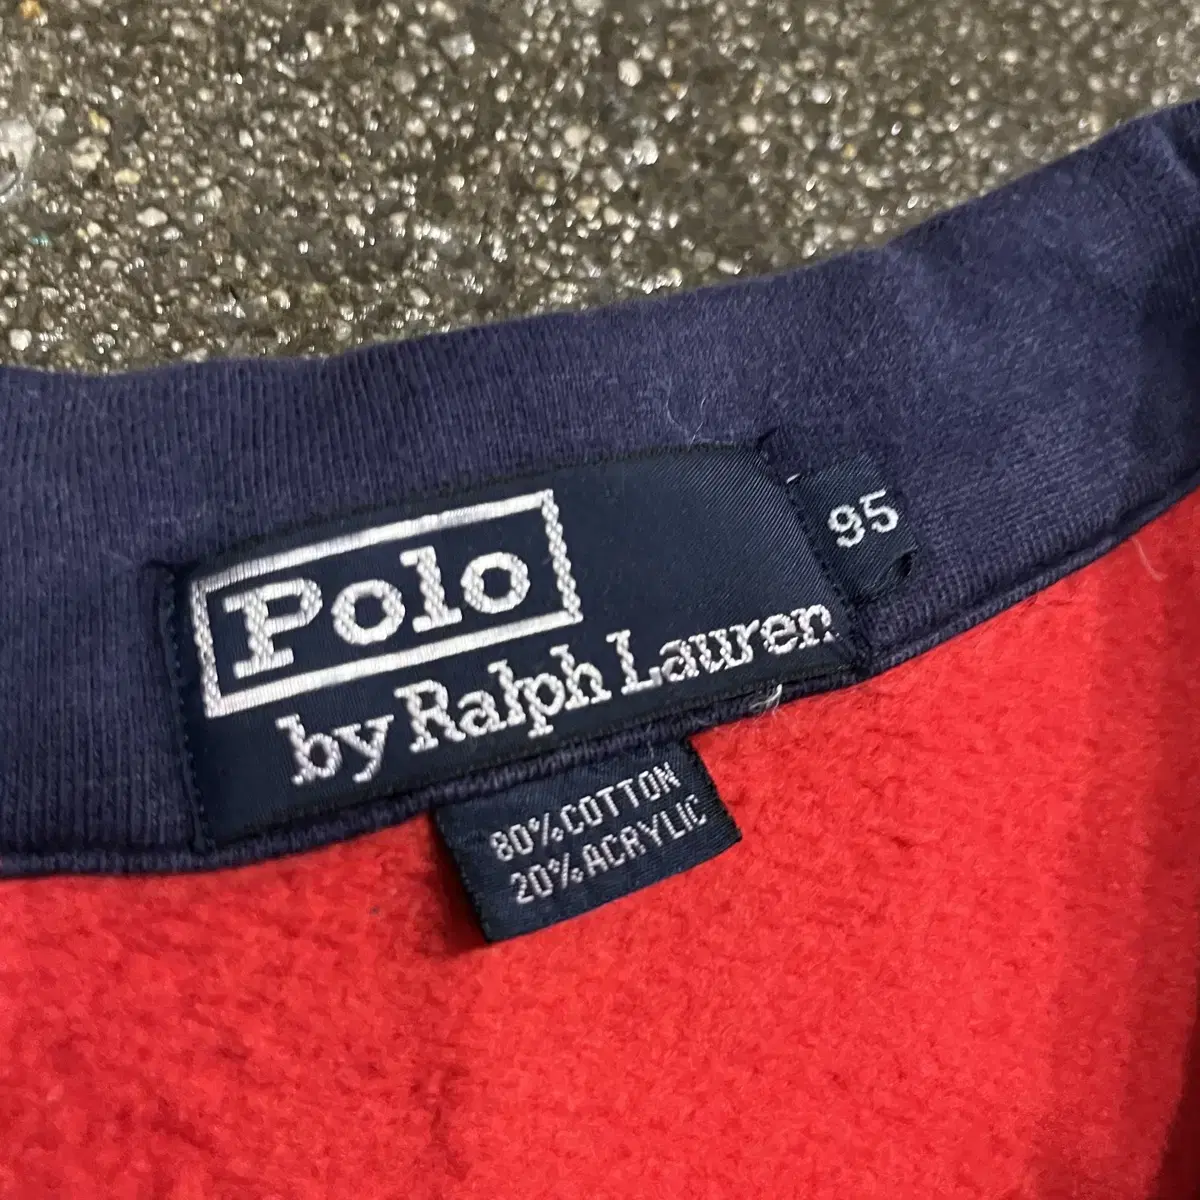 Polo
by Ralph Lauren
95
80%COTTON
20%ACRYLIC